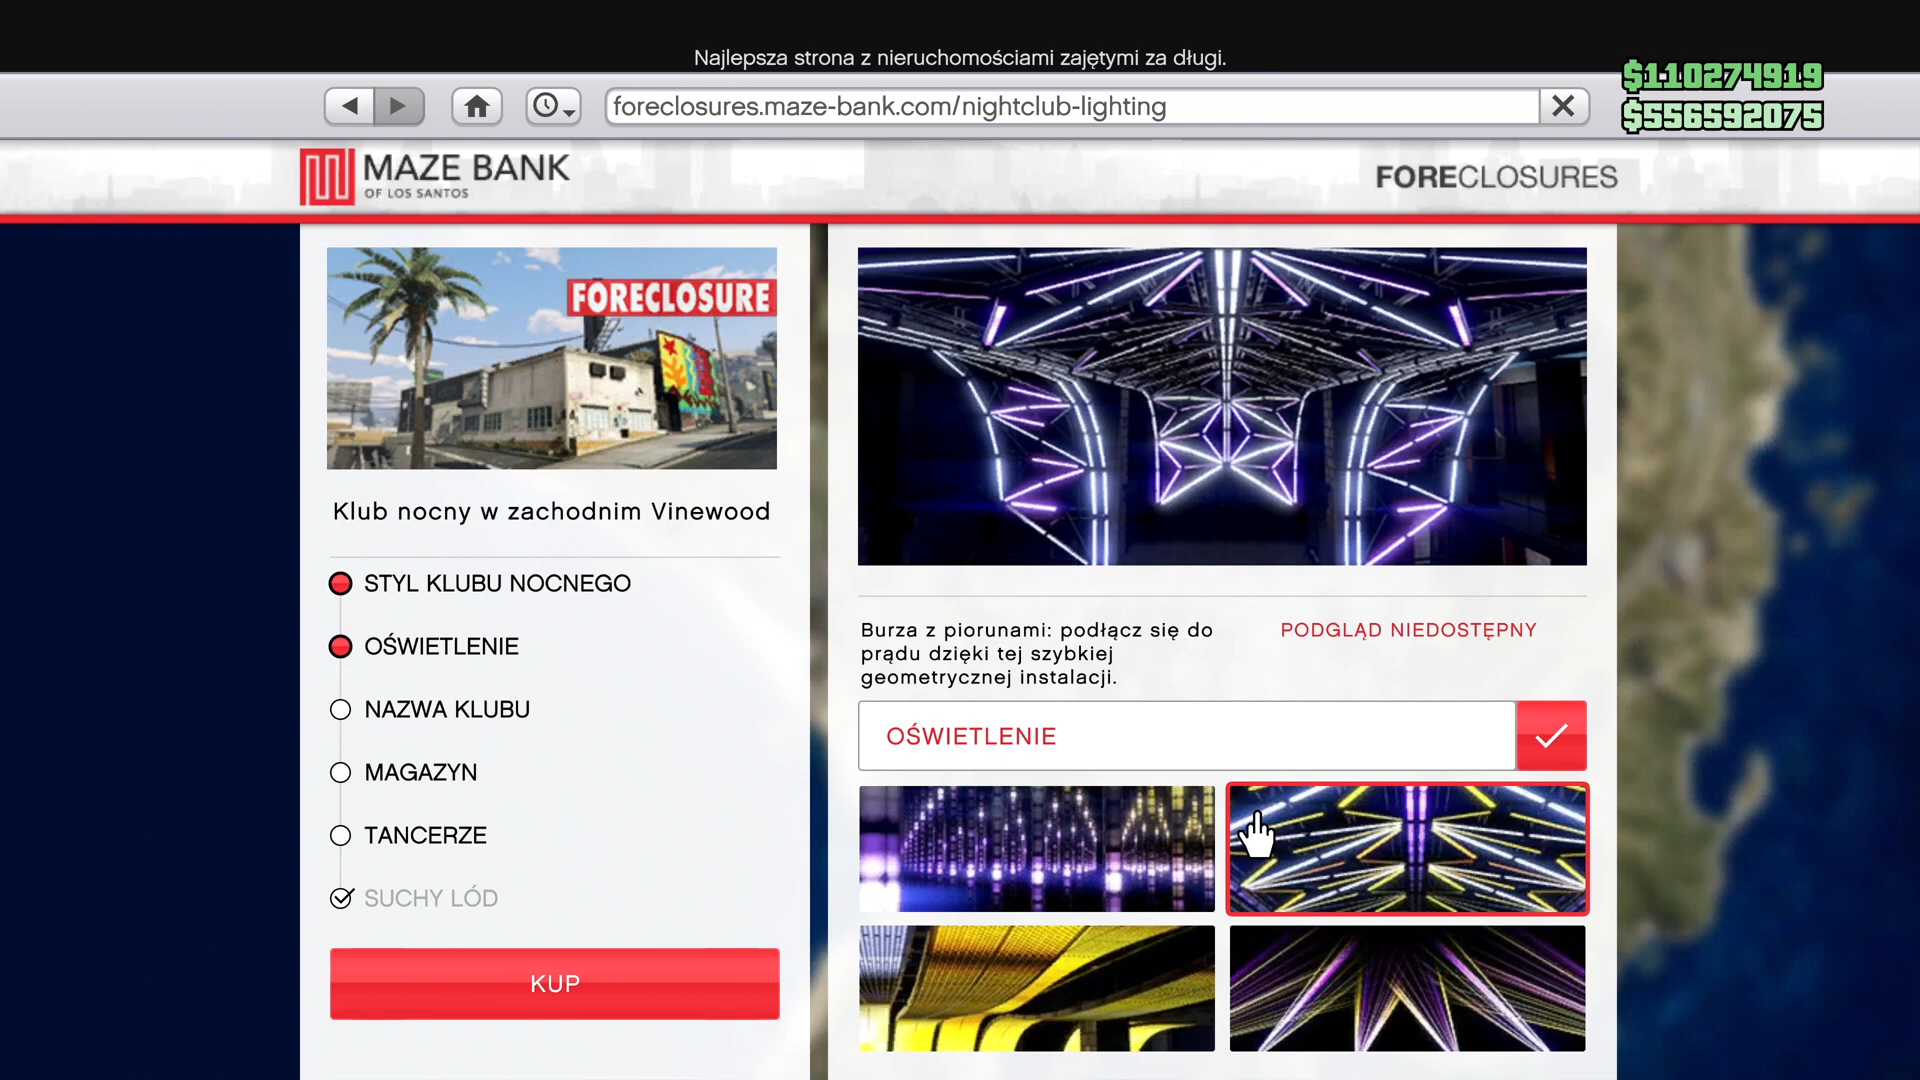 Najlepsza strona z nieruchomościami zajętymi za długi.
foreclosures.maze-bank.com/nightclub-lighting
$110274919
$556592075
MAZE BANK
OF LOS SANTOS
FORECLOSURES
FORECLOSURE
Klub nocny w zachodnim Vinewood
STYL KLUBU NOCNEGO
OŚWIETLENIE
NAZWA KLUBU
MAGAZYN
TANCERZE
SUCHY LÓD
KUP
Burza z piorunami: podłącz się do
prądu dzięki tej szybkiej
geometrycznej instalacji.
PODGLĄD NIEDOSTĘPNY
OŚWIETLENIE